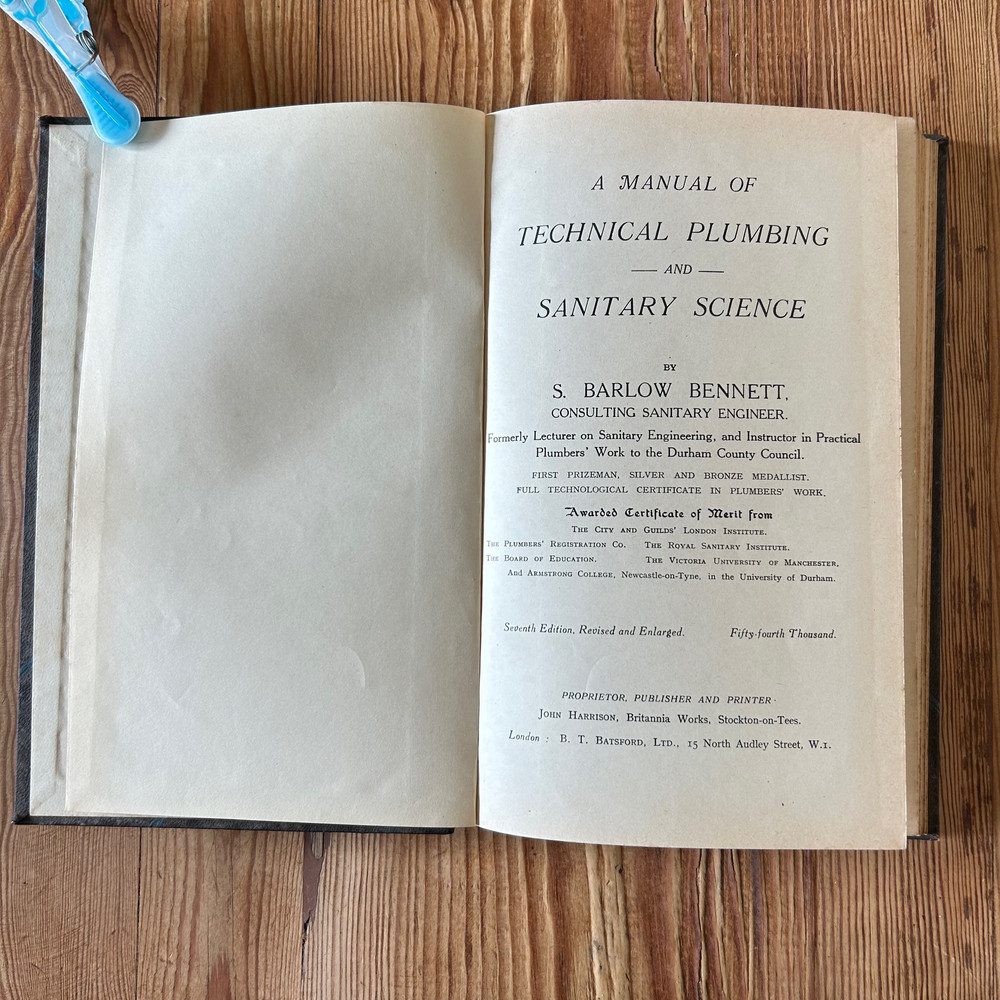 A MANUAL OF
TECHNICAL PLUMBING
— AND —
SANITARY SCIENCE
BY
S. BARLOW BENNETT,
CONSULTING SANITARY ENGINEER.
Formerly Lecturer on Sanitary Engineering, and Instructor in Practical
Plumbers' Work to the Durham County Council.
FIRST PRIZEMAN, SILVER AND BRONZE MEDALLIST.
FULL TECHNOLOGICAL CERTIFICATE IN PLUMBERS' WORK.
Awarded Certificate of Merit from
THE CITY AND GUILDS' LONDON INSTITUTE.
THE PLUMBERS' REGISTRATION CO. THE ROYAL SANITARY INSTITUTE.
THE BOARD OF EDUCATION. THE VICTORIA UNIVERSITY OF MANCHESTER,
And ARMSTRONG COLLEGE, Newcastle-on-Tyne, in the University of Durham.
Seventh Edition, Revised and Enlarged. Fifty-fourth Thousand.
PROPRIETOR, PUBLISHER AND PRINTER-
JOHN HARRISON, Britannia Works, Stockton-on-Tees.
London : B. T. BATSFORD, LTD., 15 North Audley Street, W.1.